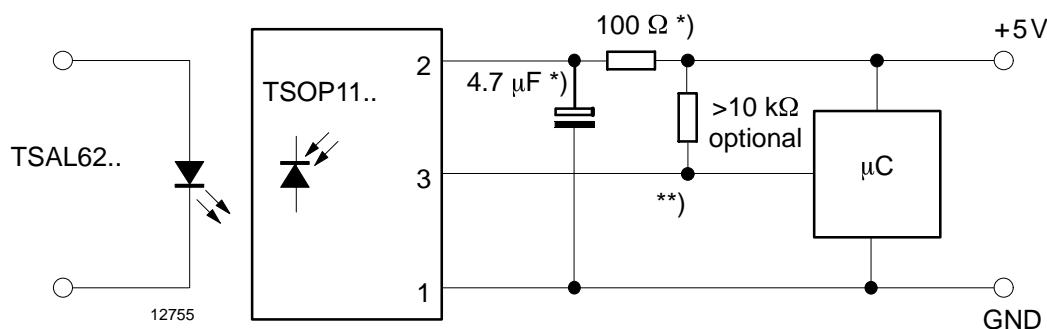 100 Ω *)
+5V
2
4.7 µF *)
TSOP11..
>10 kΩ
optional
TSAL62..
3
µC
**)
1
12755
GND